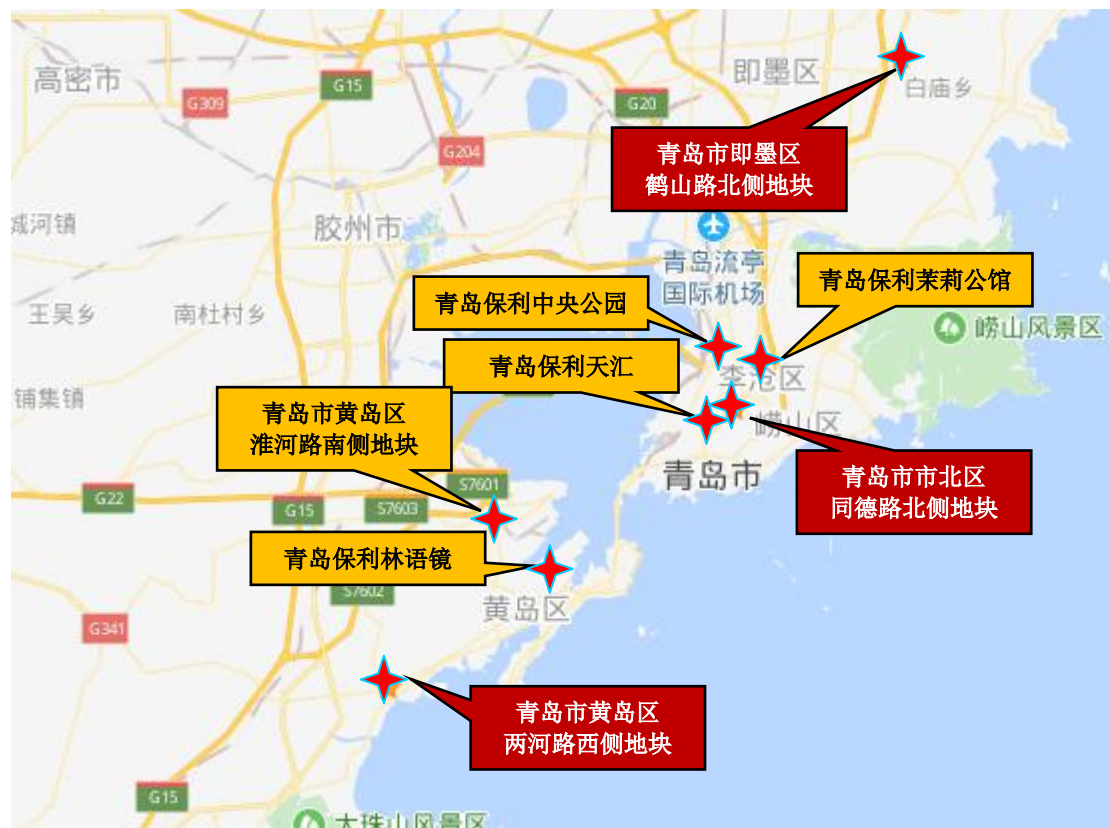 高密市
G15
G309
G20
即墨区
白庙乡
G204
青岛市即墨区
鹤山路北侧地块
胶州市
青岛流亭
国际机场
青岛保利茉莉公馆
王吴乡
南杜村乡
青岛保利中央公园
崂山风景区
青岛保利天汇
李沧区
铺集镇
青岛市黄岛区
淮河路南侧地块
崂山区
青岛市
青岛市市北区
同德路北侧地块
S7601
G22
G15
S7603
青岛保利林语镜
S7602
黄岛区
G341
青岛市黄岛区
两河路西侧地块
G15
大珠山风景区